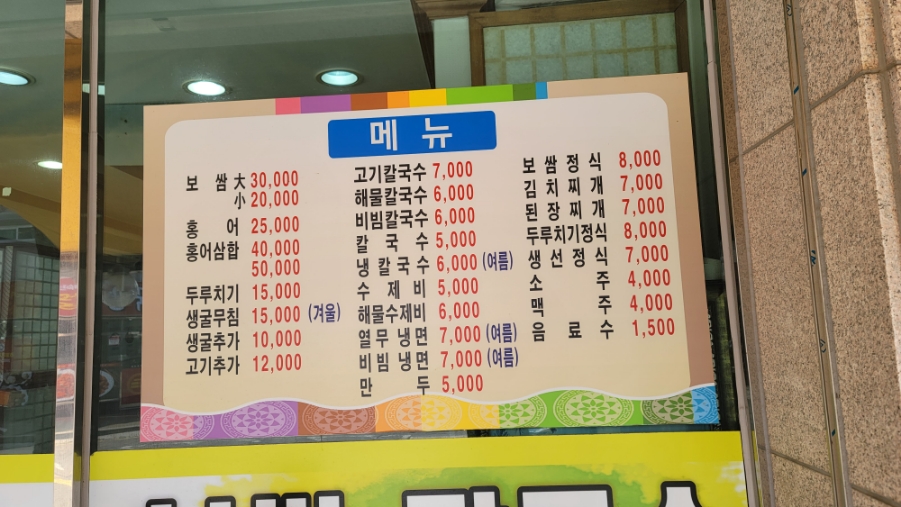 메뉴
보 쌈 大 30,000
小 20,000
홍 어 25,000
홍어삼합 40,000
50,000
두루치기 15,000
생굴무침 15,000 (겨울)
생굴추가 10,000
고기추가 12,000
고기칼국수 7,000
해물칼국수 6,000
비빔칼국수 6,000
칼 국 수 5,000
냉 칼 국 수 6,000 (여름)
수 제 비 5,000
해물수제비 6,000
열무 냉면 7,000 (여름)
비빔 냉면 7,000 (여름)
만 두 5,000
보 쌈 정 식 8,000
김 치 찌 개 7,000
된 장 찌 개 7,000
두루치기정식 8,000
생 선 정 식 7,000
소 주 4,000
맥 주 4,000
음 료 수 1,500